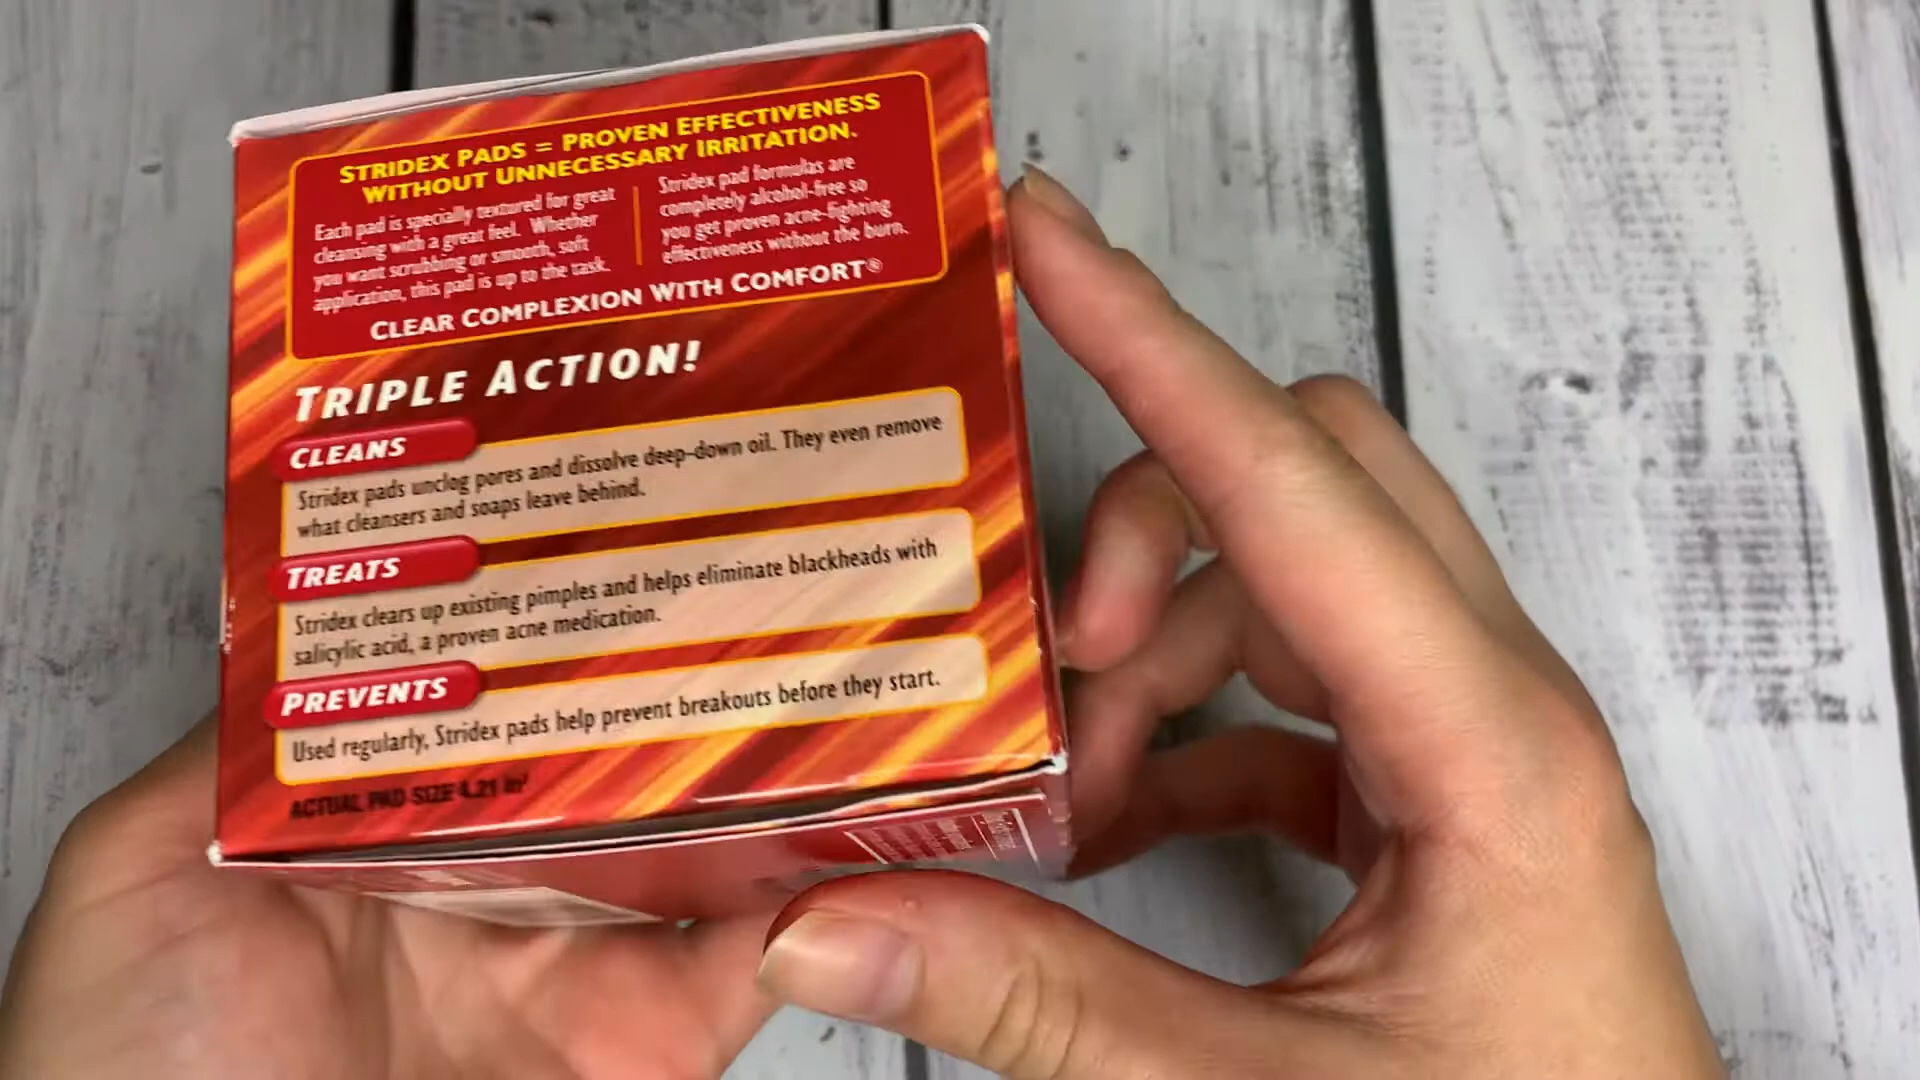 STRIDEX PADS = PROVEN EFFECTIVENESS
WITHOUT UNNECESSARY IRRITATION.
Each pad is specially textured for great
cleansing with a great feel. Whether
you want scrubbing or smooth, soft
application, this pad is up to the task.
Stridex pad formulas are
completely alcohol-free so
you get proven acne-fighting
effectiveness without the burn.
CLEAR COMPLEXION WITH COMFORT®
TRIPLE ACTION!
CLEANS
Stridex pads unclog pores and dissolve deep-down oil. They even remove
what cleansers and soaps leave behind.
TREATS
Stridex clears up existing pimples and helps eliminate blackheads with
salicylic acid, a proven acne medication.
PREVENTS
Used regularly, Stridex pads help prevent breakouts before they start.
ACTUAL PAD SIZE 4.21 in²